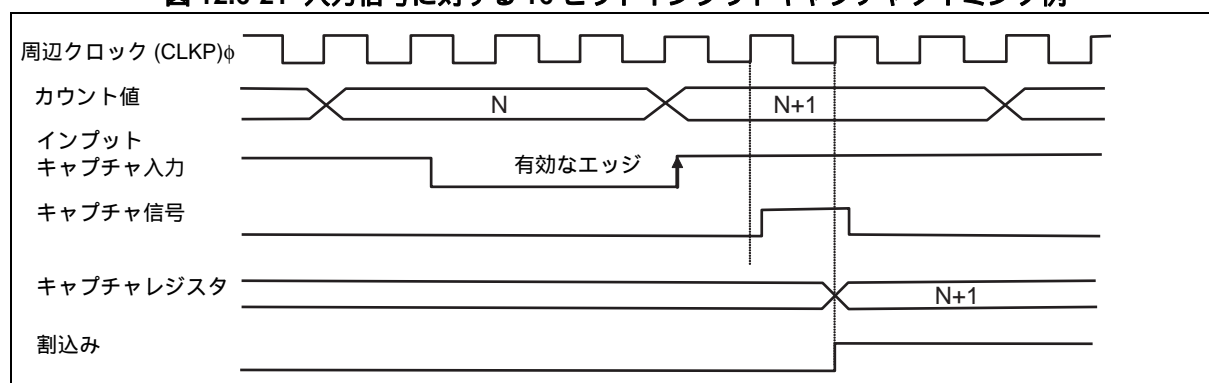 周辺クロック (CLKP)φ
カウント値
N
N+1
インプット
キャプチャ入力
有効なエッジ
キャプチャ信号
キャプチャレジスタ
N+1
割込み